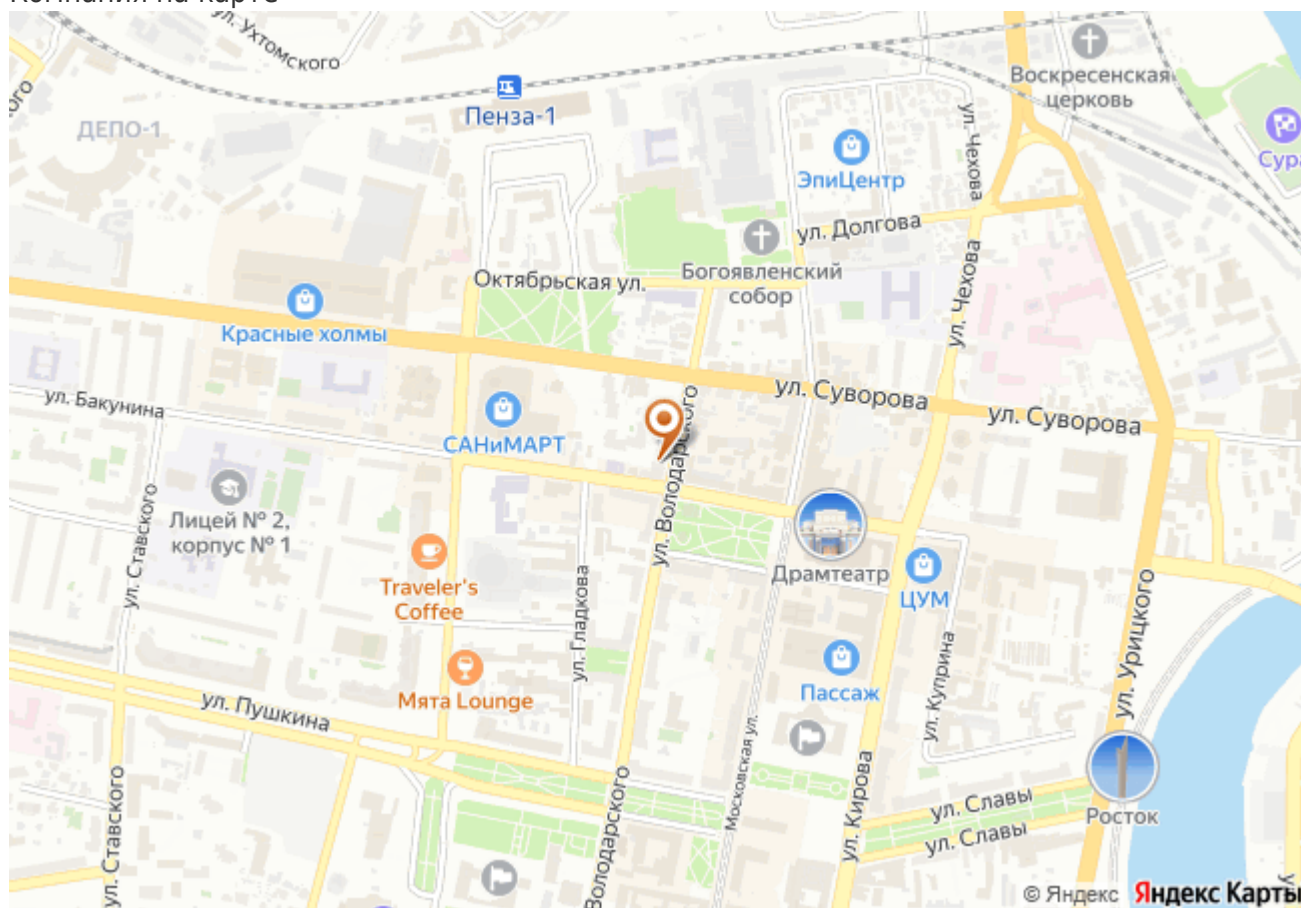 Компания на карте
ул. Ухтомского
Пенза-1
ДЕПО-1
Воскресенская
церковь
ул. Чехова
ЭпиЦентр
ул. Долгова
Богоявленский
собор
Октябрьская ул.
Красные холмы
ул. Чехова
ул. Суворова
ул. Суворова
ул. Бакунина
САНиМАРТ
ул. Володарского
Лицей № 2,
корпус № 1
ул. Ставского
Traveler's
Coffee
ул. Гладкова
Драмтеатр
ЦУМ
Мята Lounge
ул. Пушкина
Пассаж
ул. Куприна
ул. Урицкого
Московская ул.
ул. Кирова
ул. Славы
ул. Славы
Росток
ул. Ставского
Володарского
© Яндекс Яндекс Карты